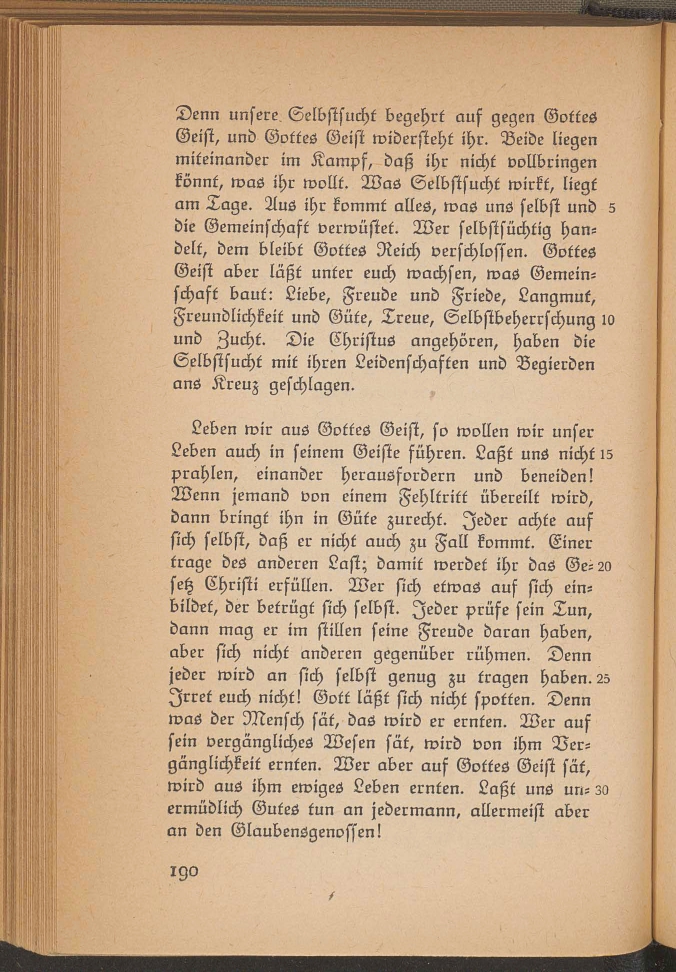 Denn unsere Selbstsucht begehrt auf gegen Gottes
Geist, und Gottes Geist widersteht ihr. Beide liegen
miteinander im Kampf, daß ihr nicht vollbringen
könnt, was ihr wollt. Was Selbstsucht wirkt, liegt
am Tage. Aus ihr kommt alles, was uns selbst und 5
die Gemeinschaft verwüstet. Wer selbstsüchtig han=
delt, dem bleibt Gottes Reich verschlossen. Gottes
Geist aber läßt unter euch wachsen, was Gemein=
schaft baut: Liebe, Freude und Friede, Langmut,
Freundlichkeit und Güte, Treue, Selbstbeherrschung 10
und Zucht. Die Christus angehören, haben die
Selbstsucht mit ihren Leidenschaften und Begierden
ans Kreuz geschlagen.
Leben wir aus Gottes Geist, so wollen wir unser
Leben auch in seinem Geiste führen. Laßt uns nicht 15
prahlen, einander herausfordern und beneiden!
Wenn jemand von einem Fehltritt übereilt wird,
dann bringt ihn in Güte zurecht. Jeder achte auf
sich selbst, daß er nicht auch zu Fall kommt. Einer
trage des anderen Last; damit werdet ihr das Ge= 20
setz Christi erfüllen. Wer sich etwas auf sich ein=
bildet, der betrügt sich selbst. Jeder prüfe sein Tun,
dann mag er im stillen seine Freude daran haben,
aber sich nicht anderen gegenüber rühmen. Denn
jeder wird an sich selbst genug zu tragen haben. 25
Irret euch nicht! Gott läßt sich nicht spotten. Denn
was der Mensch sät, das wird er ernten. Wer auf
sein vergängliches Wesen sät, wird von ihm Ver=
gänglichkeit ernten. Wer aber auf Gottes Geist sät,
wird aus ihm ewiges Leben ernten. Laßt uns un= 30
ermüdlich Gutes tun an jedermann, allermeist aber
an den Glaubensgenossen!
190